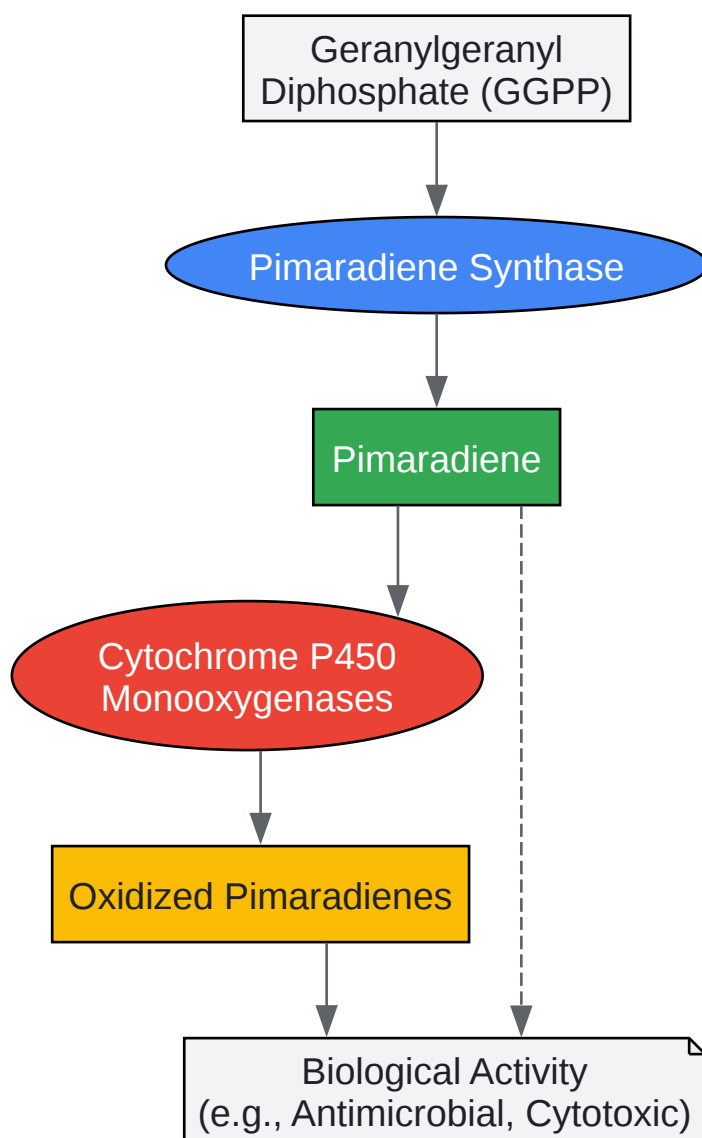 Geranylgeranyl
Diphosphate (GGPP)
Pimaradiene Synthase
Pimaradiene
Cytochrome P450
Monooxygenases
Oxidized Pimaradienes
Biological Activity
(e.g., Antimicrobial, Cytotoxic)